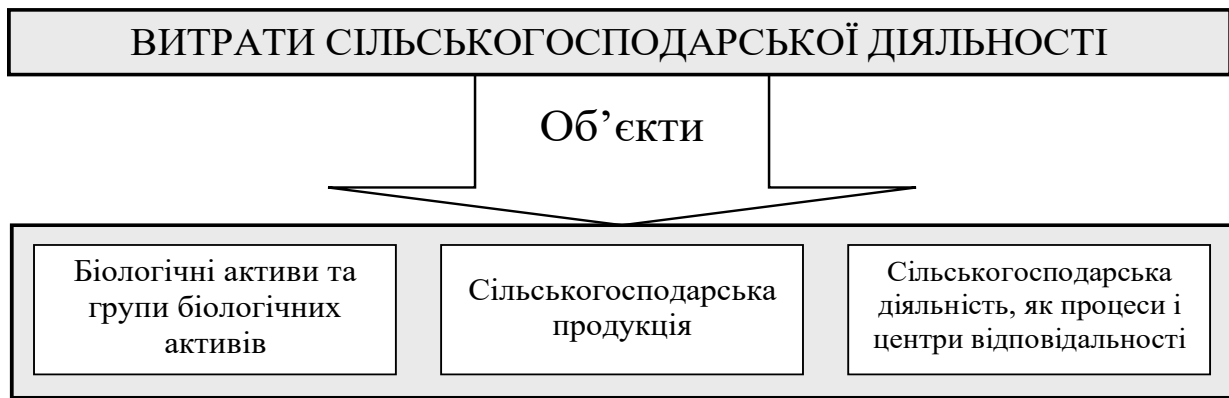 ВИТРАТИ СІЛЬСЬКОГОСПОДАРСЬКОЇ ДІЯЛЬНОСТІ
Об’єкти
Біологічні активи та
групи біологічних
активів
Сільськогосподарська
продукція
Сільськогосподарська
діяльність, як процеси і
центри відповідальності